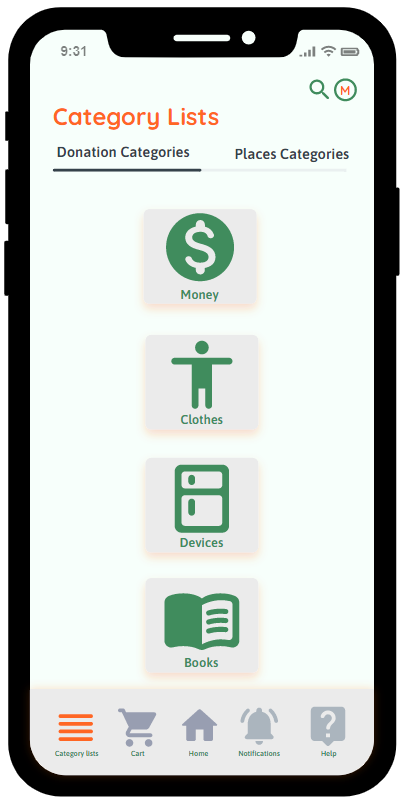 9:31
M
Category Lists
Donation Categories Places Categories
$
Money
Clothes
Devices
Books
?
Category lists Cart Home Notifications Help